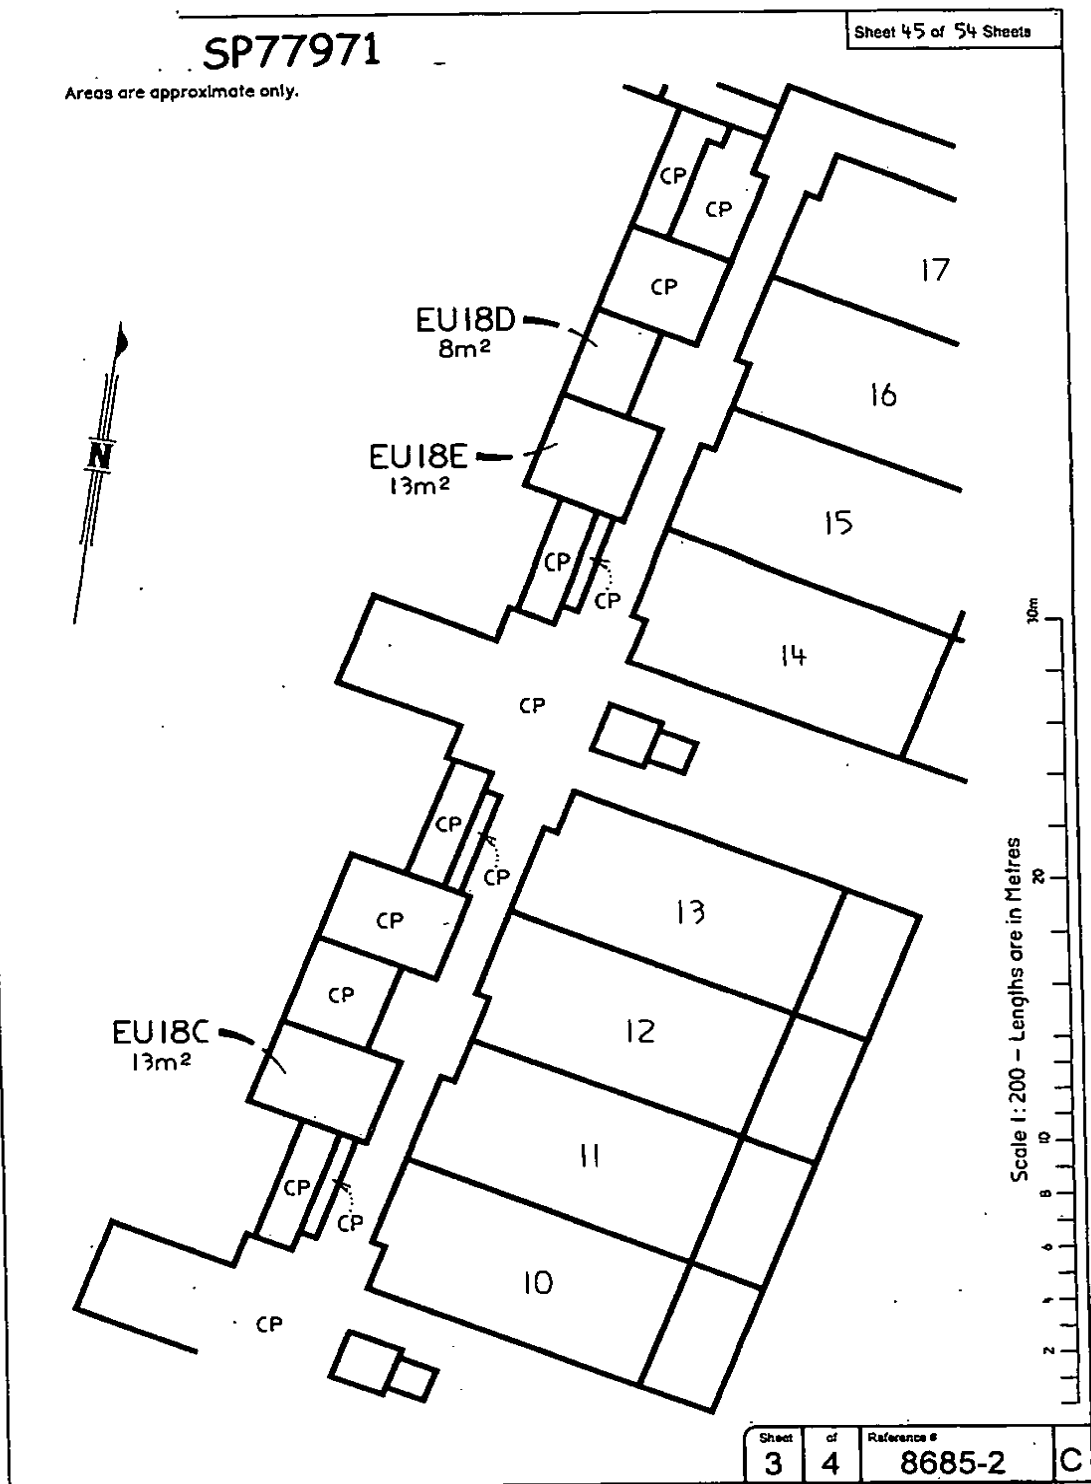 SP77971
Sheet 45 of 54 Sheets
Areas are approximate only.
CP
CP
17
CP
EU18D
8m²
16
N
EU18E
13m²
15
CP
CP
30m
14
CP
CP
CP
20
13
CP
CP
12
EU18C
13m²
Scale 1:200 - Lengths are in Metres
10
11
CP
8
CP
6
10
4
CP
2
Sheet of Reference #
3 4 8685-2 C